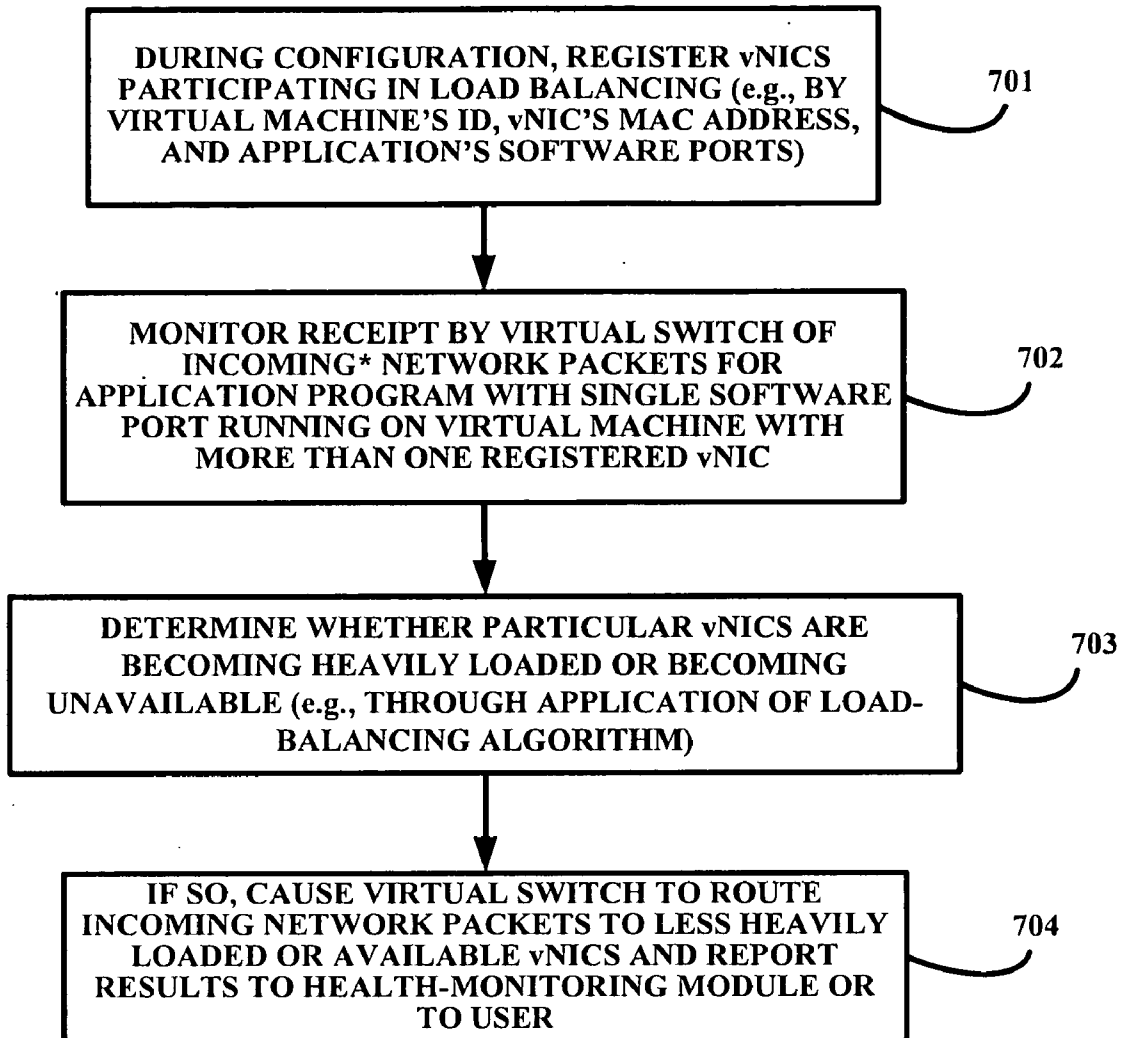 DURING CONFIGURATION, REGISTER vNICS
PARTICIPATING IN LOAD BALANCING (e.g., BY
VIRTUAL MACHINE'S ID, vNIC'S MAC ADDRESS,
AND APPLICATION'S SOFTWARE PORTS)
701
MONITOR RECEIPT BY VIRTUAL SWITCH OF
INCOMING* NETWORK PACKETS FOR
APPLICATION PROGRAM WITH SINGLE SOFTWARE
PORT RUNNING ON VIRTUAL MACHINE WITH
MORE THAN ONE REGISTERED vNIC
702
DETERMINE WHETHER PARTICULAR vNICS ARE
BECOMING HEAVILY LOADED OR BECOMING
UNAVAILABLE (e.g., THROUGH APPLICATION OF LOAD-
BALANCING ALGORITHM)
703
IF SO, CAUSE VIRTUAL SWITCH TO ROUTE
INCOMING NETWORK PACKETS TO LESS HEAVILY
LOADED OR AVAILABLE vNICS AND REPORT
RESULTS TO HEALTH-MONITORING MODULE OR
TO USER
704